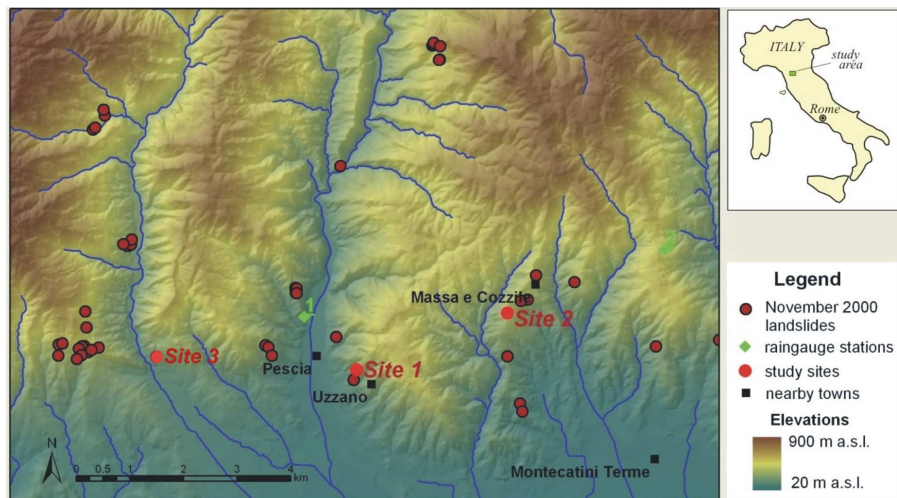 1
2
Massa e Cozzile
Site 2
Site 3
Pescia
Site 1
Uzzano
Montecatini Terme
N
0 0.5 1 2 3 4
km
ITALY
study
area
Rome
Legend
November 2000
landslides
raingauge stations
study sites
nearby towns
Elevations
900 m a.s.l.
20 m a.s.l.